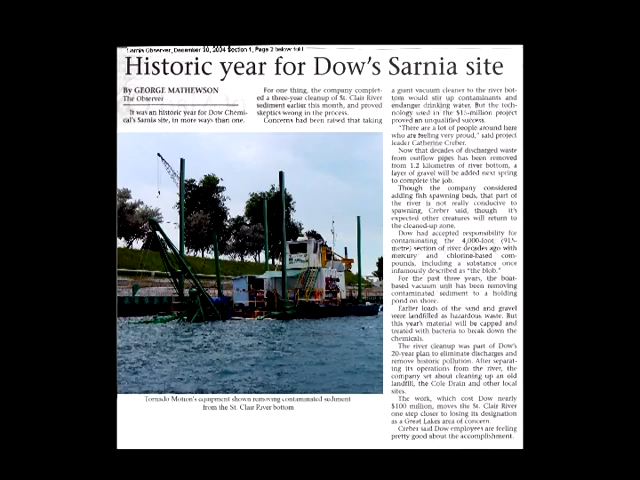 Sarnia Observer, December 30, 2004 Section 1, Page 2 below fold
Historic year for Dow's Sarnia site
By GEORGE MATHEWSON
The Observer
It was an historic year for Dow Chemi-
cal's Sarnia site, in more ways than one.
For one thing, the company complet-
ed a three-year cleanup of St. Clair River
sediment earlier this month, and proved
skeptics wrong in the process.
Concerns had been raised that taking
a giant vacuum cleaner to the river bot-
tom would stir up contaminants and
endanger drinking water. But the tech-
nology used in the $15-million project
proved an unqualified success.
"There are a lot of people around here
who are feeling very proud," said project
leader Catherine Creber.
Now that decades of discharged waste
from outflow pipes has been removed
from 1.2 kilometres of river bottom, a
layer of gravel will be added next spring
to complete the job.
Though the company considered
adding fish spawning beds, that part of
the river is not really conducive to
spawning, Creber said, though it's
expected other creatures will return to
the cleaned-up zone.
Dow had accepted responsibility for
contaminating the 4,000-foot (915-
metre) section of river decades ago with
mercury and chlorine-based com-
pounds, including a substance once
infamously described as "the blob."
For the past three years, the boat-
based vacuum unit has been removing
contaminated sediment to a holding
pond on shore.
Earlier loads of the sand and gravel
were landfilled as hazardous waste. But
this year's material will be capped and
treated with bacteria to break down the
chemicals.
The river cleanup was part of Dow's
20-year plan to eliminate discharges and
remove historic pollution. After separat-
ing its operations from the river, the
company set about cleaning up an old
landfill, the Cole Drain and other local
sites.
The work, which cost Dow nearly
$100 million, moves the St. Clair River
one step closer to losing its designation
as a Great Lakes area of concern.
Creber said Dow employees are feeling
pretty good about the accomplishment.
Tornado Motion's equipment shown removing contaminated sediment
from the St. Clair River bottom